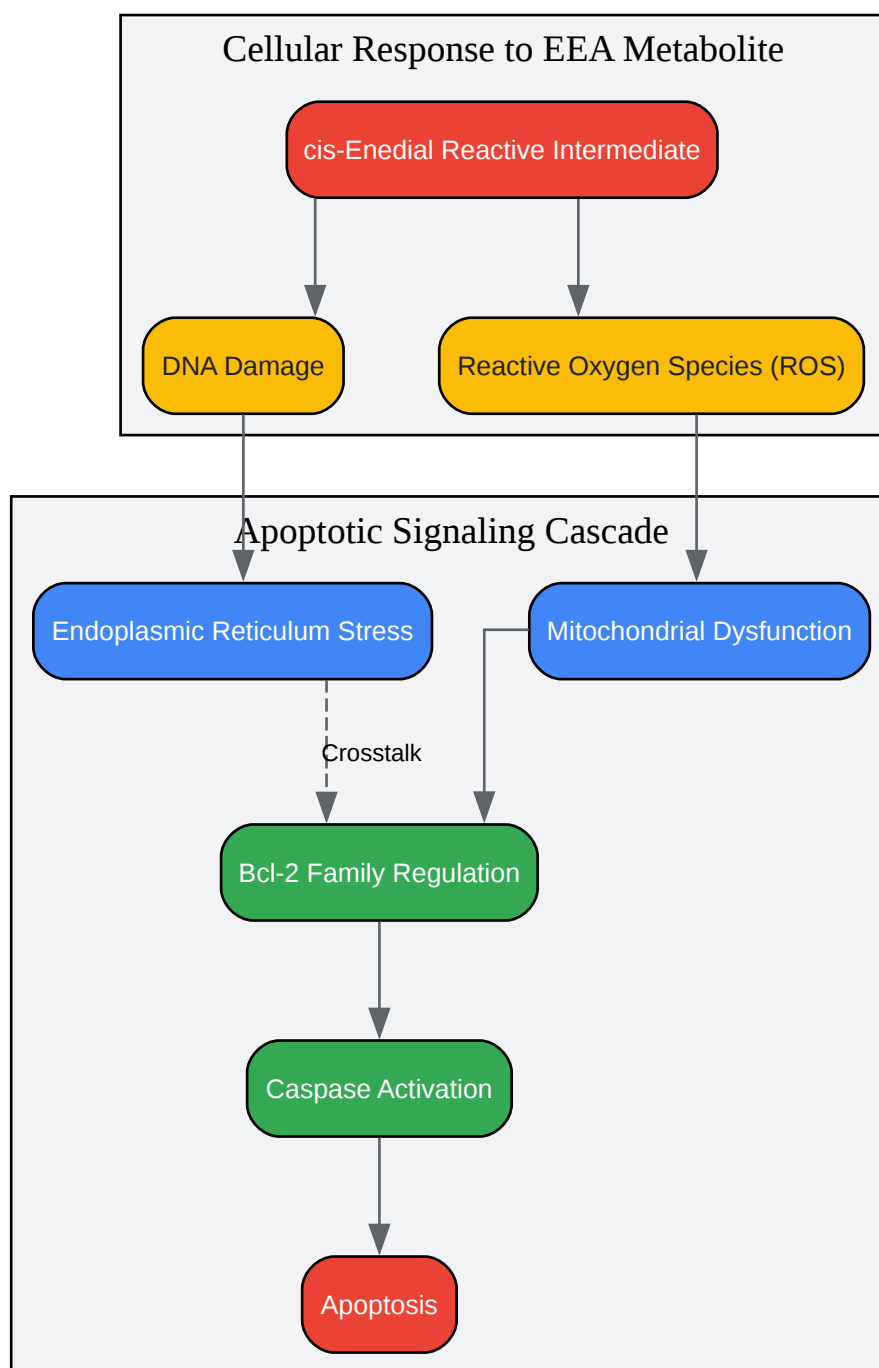 Cellular Response to EEA Metabolite
cis-Enedial Reactive Intermediate
DNA Damage
Reactive Oxygen Species (ROS)
Apoptotic Signaling Cascade
Endoplasmic Reticulum Stress
Mitochondrial Dysfunction
Crosstalk
Bcl-2 Family Regulation
Caspase Activation
Apoptosis